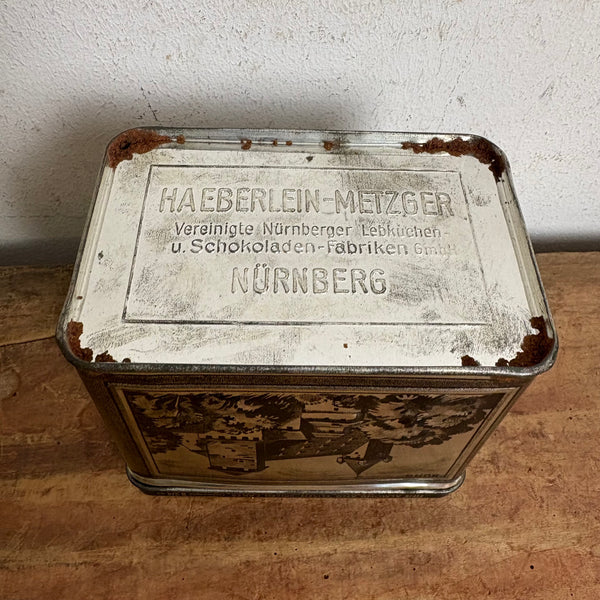 HAEBERLEIN-METZGER
Vereinigte Nürnberger Lebkuchen-
u. Schokoladen-Fabriken GmbH
NÜRNBERG